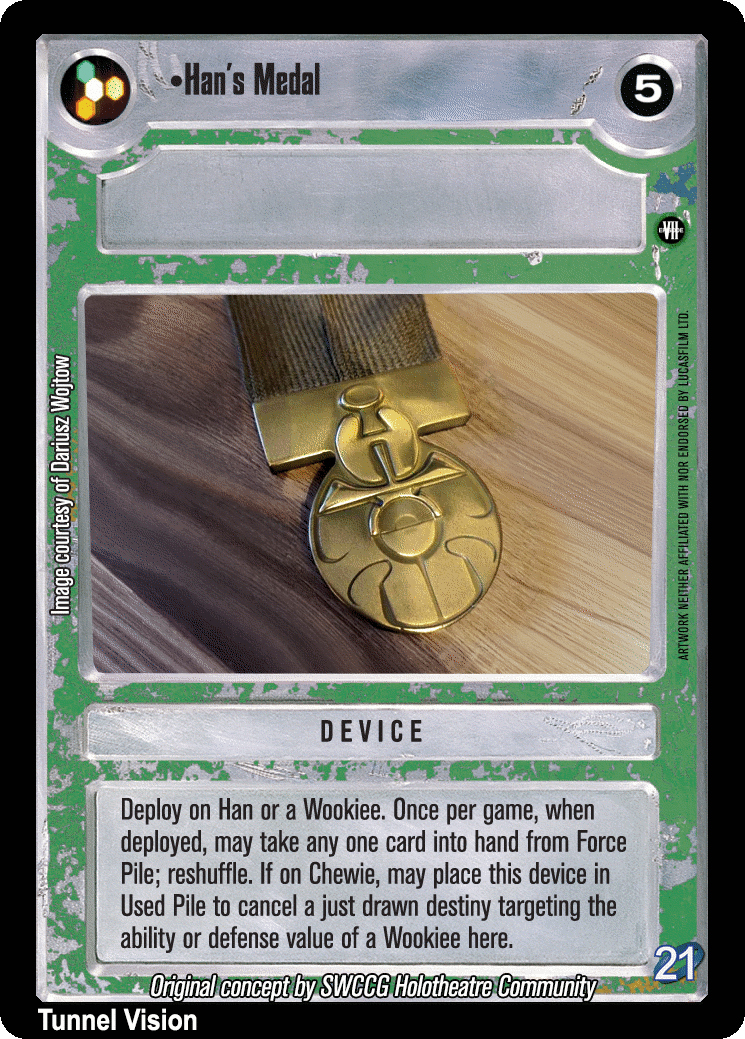 •Han's Medal
5
EPISODE
VII
Image courtesy of Dariusz Wojtow
ARTWORK NEITHER AFFILIATED WITH NOR ENDORSED BY LUCASFILM LTD.
DEVICE
Deploy on Han or a Wookiee. Once per game, when
deployed, may take any one card into hand from Force
Pile; reshuffle. If on Chewie, may place this device in
Used Pile to cancel a just drawn destiny targeting the
ability or defense value of a Wookiee here.
21
Original concept by SWCCG Holotheatre Community
Tunnel Vision